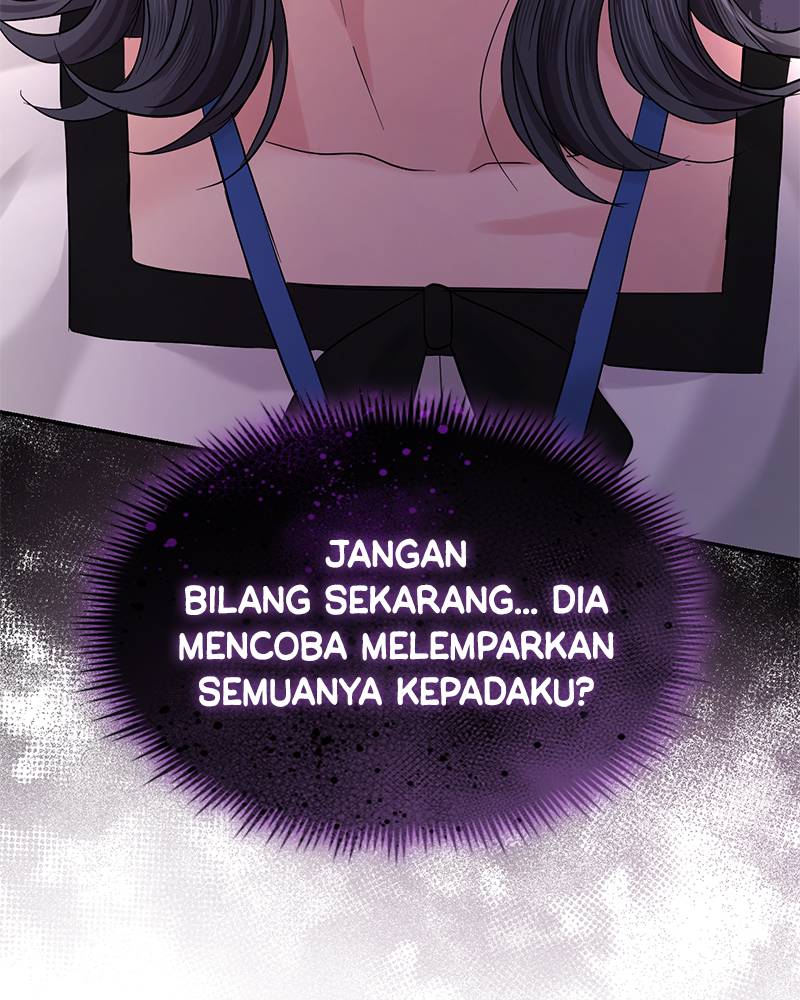 JANGAN
BILANG SEKARANG... DIA
MENCOBA MELEMPARKAN
SEMUANYA KEPADAKU?